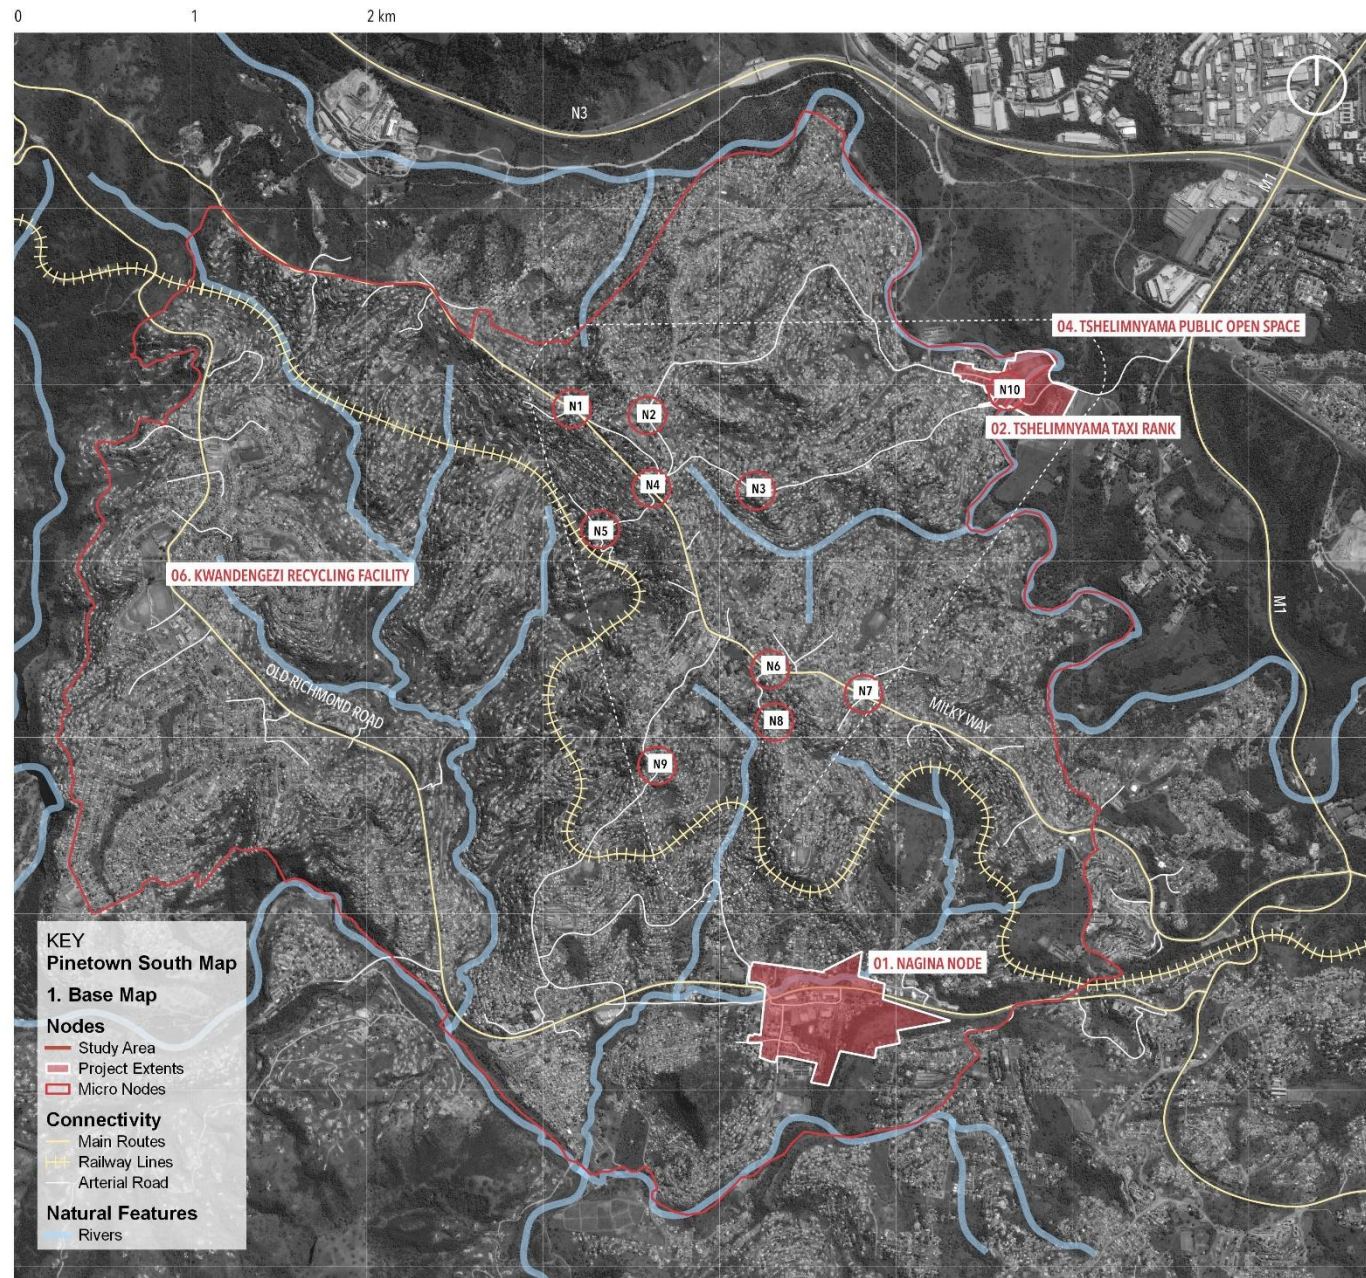 0 1 2 km
N3
M1
04. TSHELIMNYAMA PUBLIC OPEN SPACE
N10
N1
N2
02. TSHELIMNYAMA TAXI RANK
N4
N3
N5
06. KWANDENGEZI RECYCLING FACILITY
M1
N6
OLD RICHMOND ROAD
N7
MILKY WAY
N8
N9
01. NAGINA NODE
KEY
Pinetown South Map
1. Base Map
Nodes
Study Area
Project Extents
Micro Nodes
Connectivity
Main Routes
Railway Lines
Arterial Road
Natural Features
Rivers